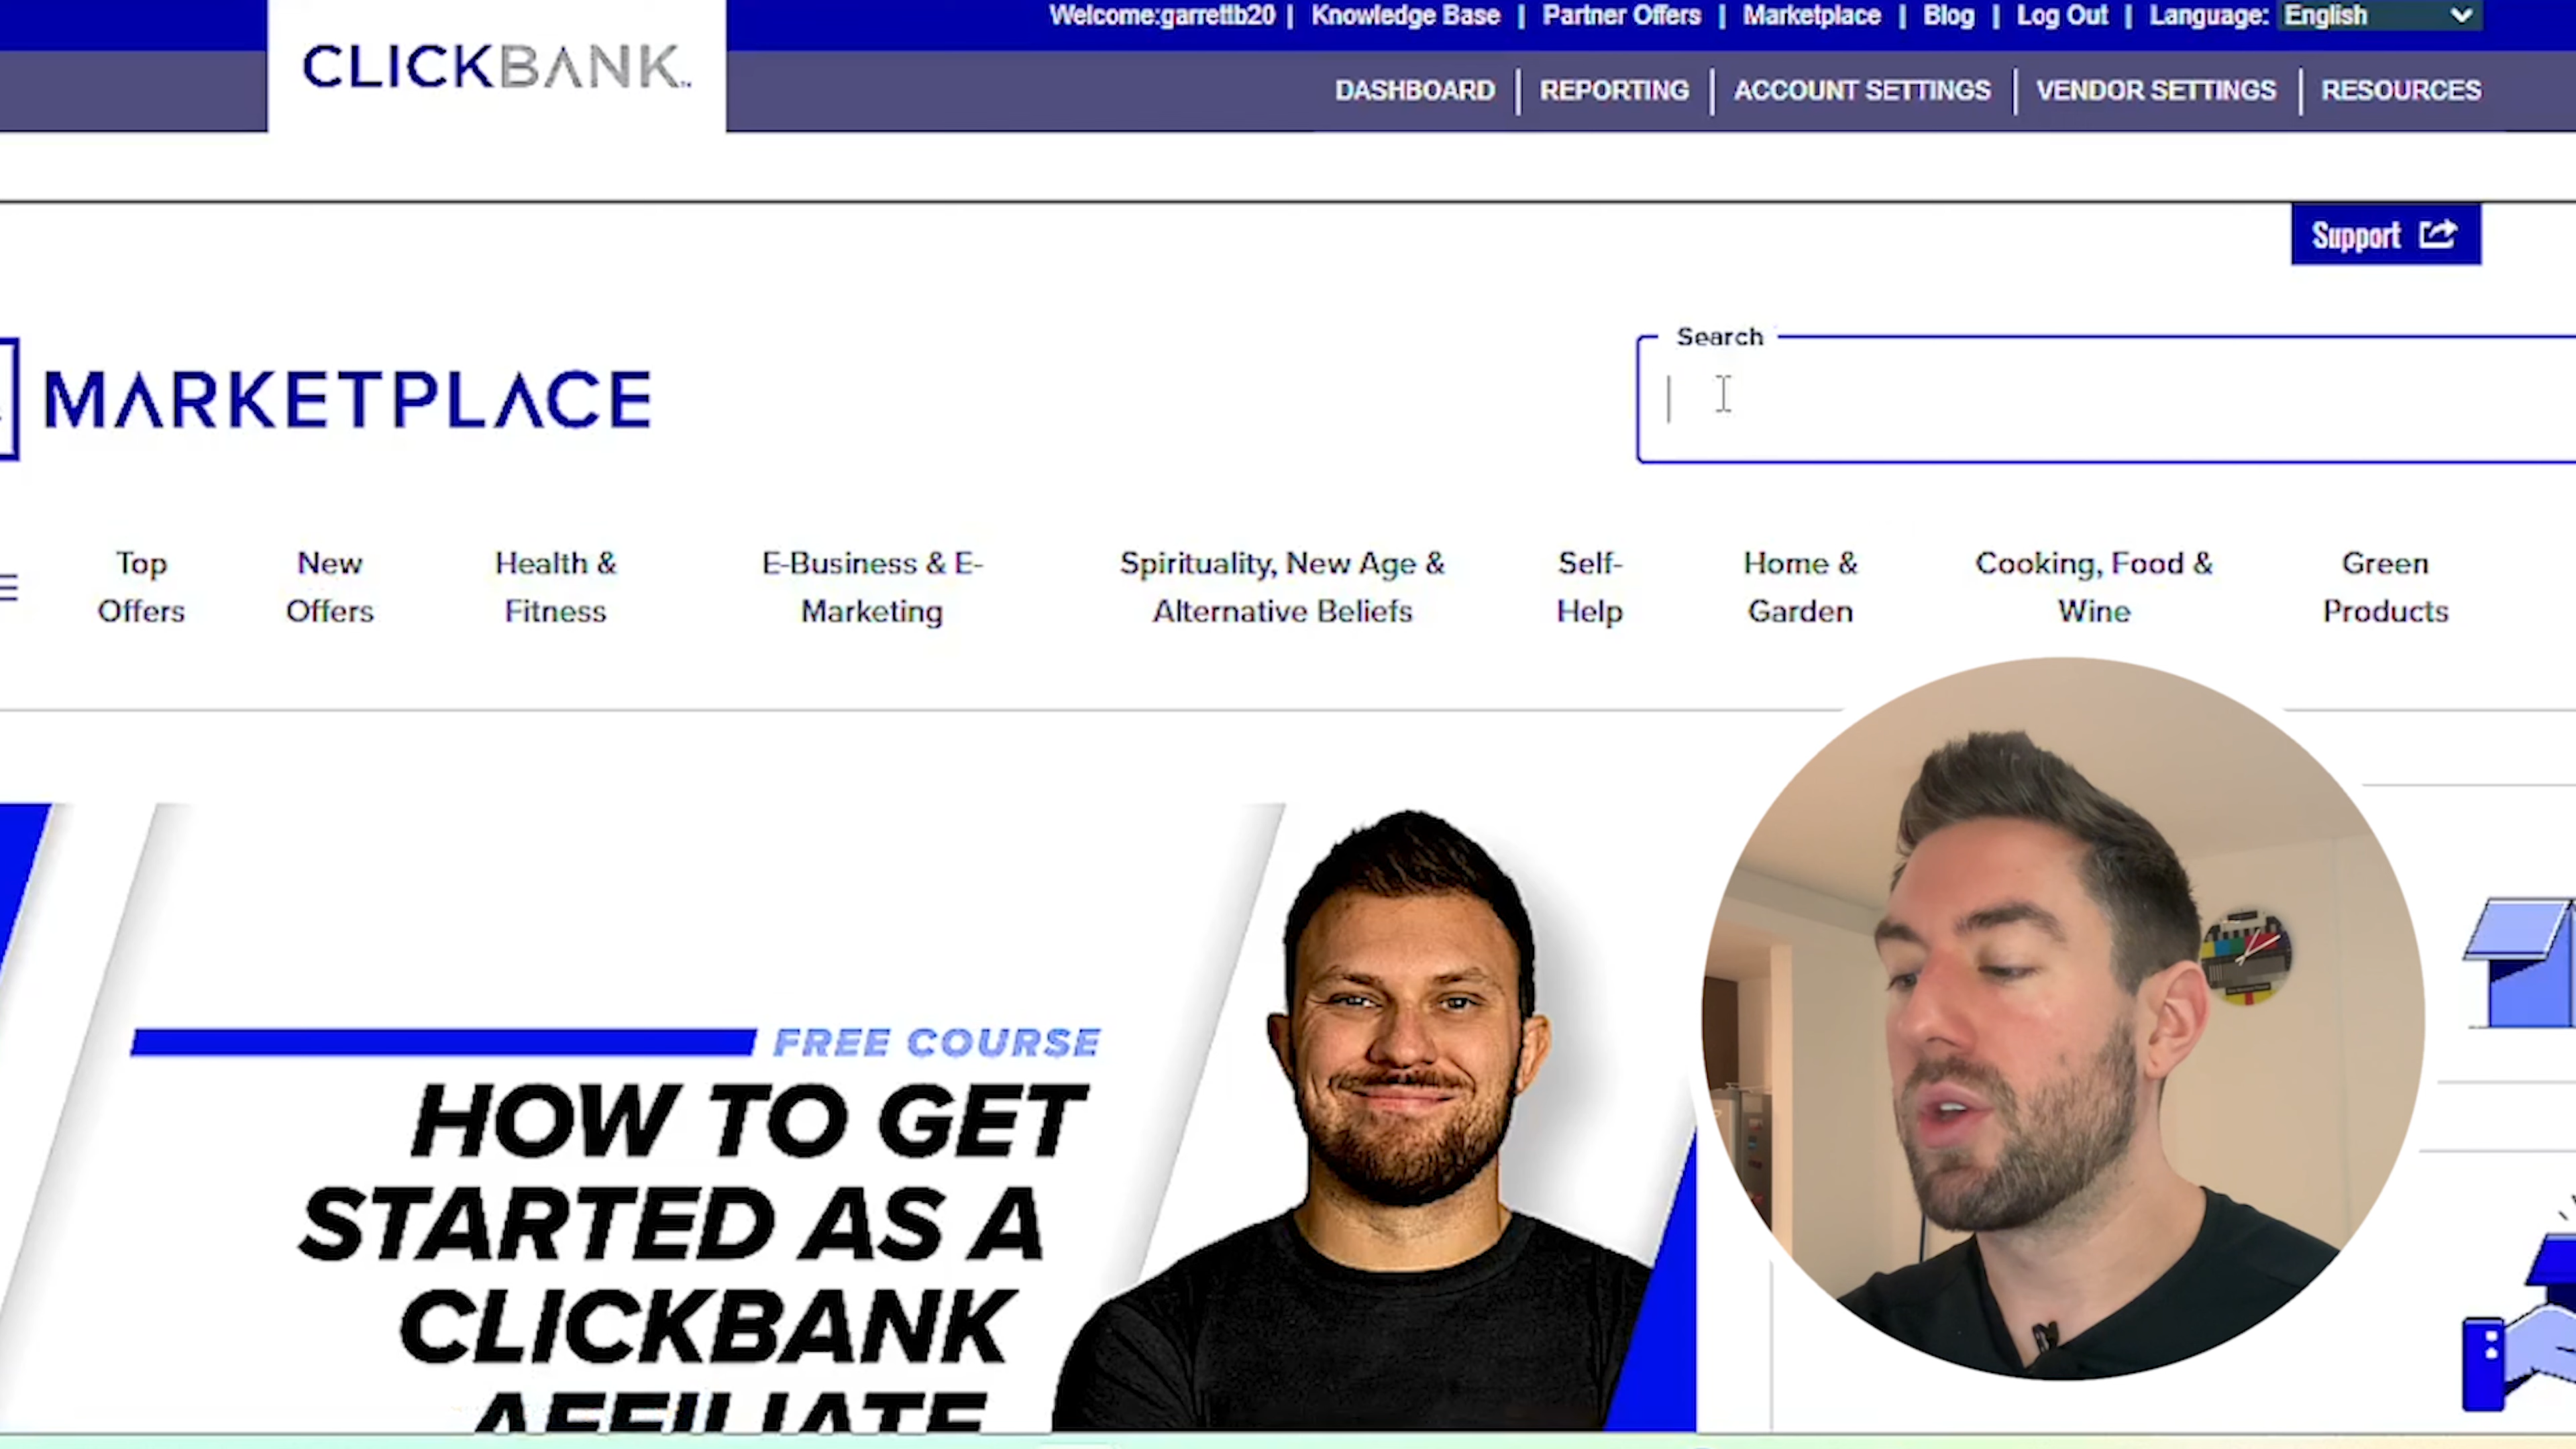 Welcome:garrettb20 | Knowledge Base | Partner Offers | Marketplace | Blog | Log Out | Language: English
CLICKBANK
DASHBOARD | REPORTING | ACCOUNT SETTINGS | VENDOR SETTINGS | RESOURCES
Support
Search
MARKETPLACE
Top Offers
New Offers
Health & Fitness
E-Business & E-Marketing
Spirituality, New Age & Alternative Beliefs
Self-Help
Home & Garden
Cooking, Food & Wine
Green Products
FREE COURSE
HOW TO GET
STARTED AS A
CLICKBANK
AFFILIATE